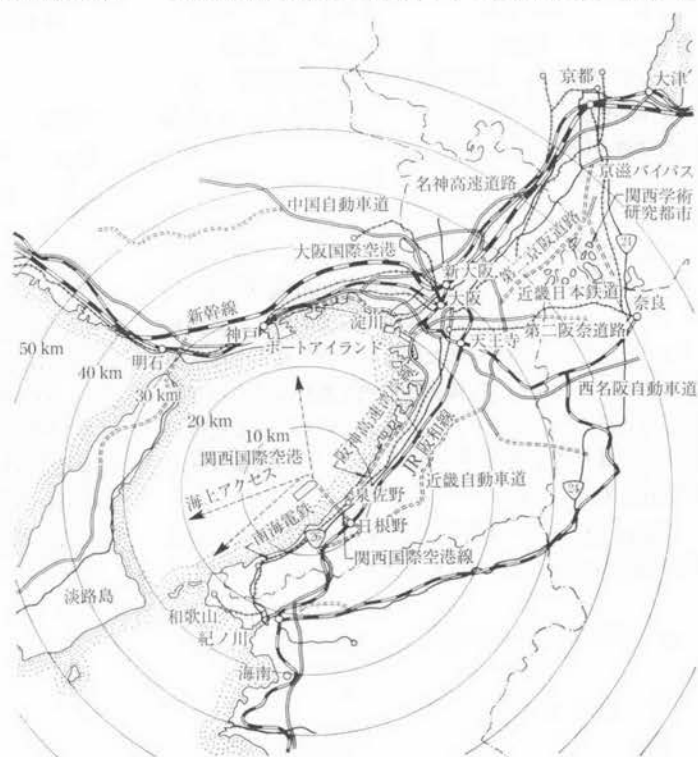 京都
大津
京滋バイパス
名神高速道路
関西学術
研究都市
中国自動車道
第二京阪道路
大阪国際空港
新大阪
大阪
近畿日本鉄道
奈良
新幹線
神戸
淀川
第二阪奈道路
ポートアイランド
天王寺
50 km
明石
40 km
西名阪自動車道
30 km
20 km
10 km
関西国際空港
JR阪和線
海上アクセス
近畿自動車道
泉佐野
南海電鉄
日根野
26
関西国際空港線
淡路島
和歌山
紀ノ川
海南